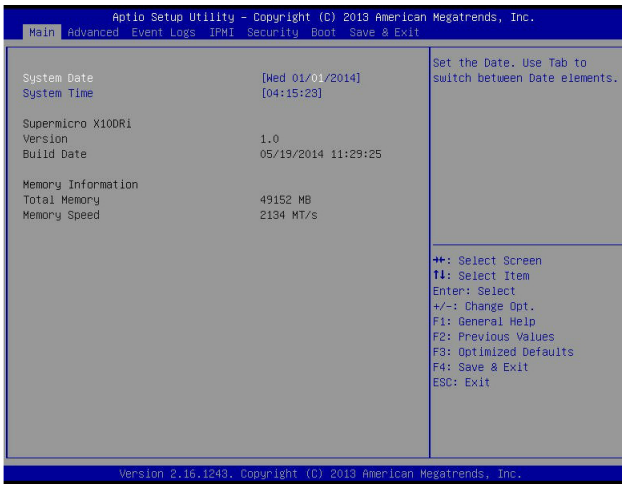 Aptio Setup Utility – Copyright (C) 2013 American Megatrends, Inc.
Main Advanced Event Logs IPMI Security Boot Save & Exit
System Date [Wed 01/01/2014]
System Time [04:15:23]
Supermicro X10DRi
Version 1.0
Build Date 05/19/2014 11:29:25
Memory Information
Total Memory 49152 MB
Memory Speed 2134 MT/s
Set the Date. Use Tab to
switch between Date elements.
→←: Select Screen
↑↓: Select Item
Enter: Select
+/-: Change Opt.
F1: General Help
F2: Previous Values
F3: Optimized Defaults
F4: Save & Exit
ESC: Exit
Version 2.16.1243. Copyright (C) 2013 American Megatrends, Inc.